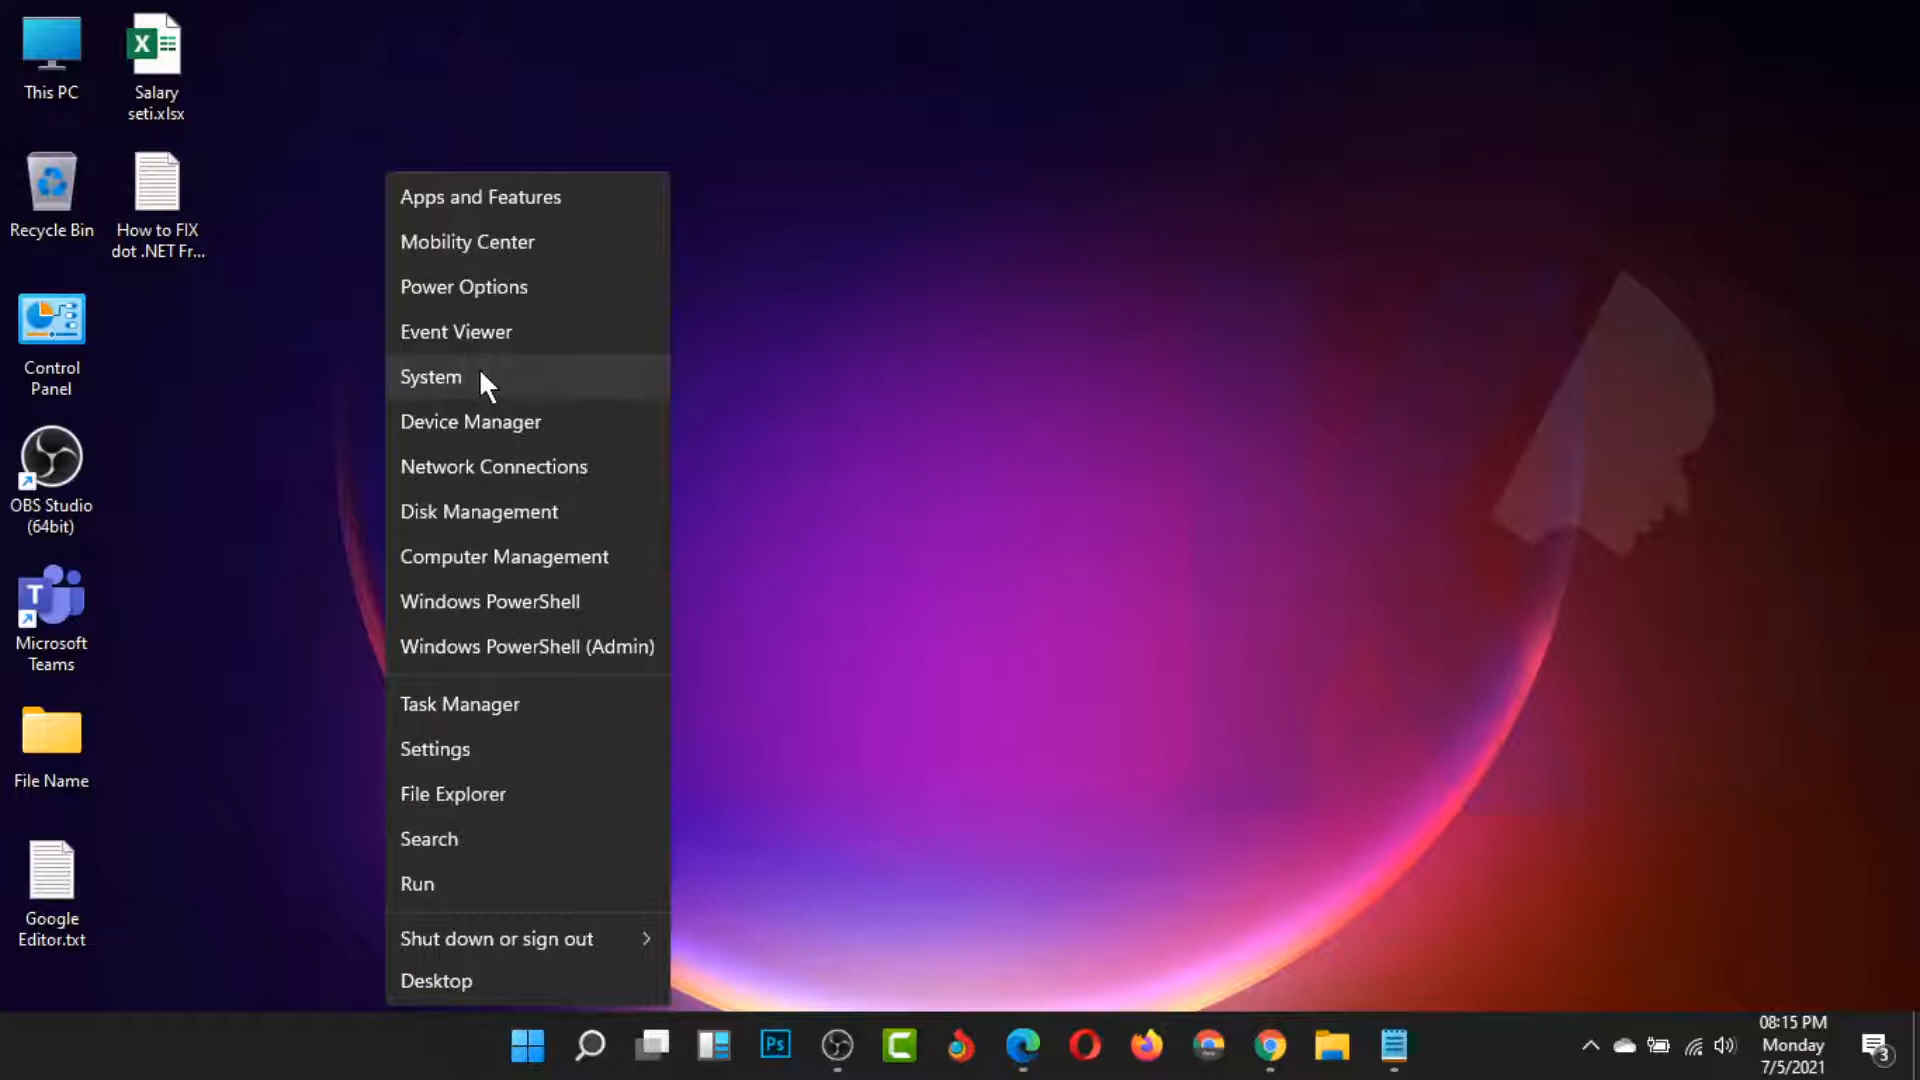 This PC
Salary
seti.xlsx
Recycle Bin
How to FIX
dot .NET Fr...
Control
Panel
OBS Studio
(64bit)
T
Microsoft
Teams
File Name
Google
Editor.txt
Apps and Features
Mobility Center
Power Options
Event Viewer
System
Device Manager
Network Connections
Disk Management
Computer Management
Windows PowerShell
Windows PowerShell (Admin)
Task Manager
Settings
File Explorer
Search
Run
Shut down or sign out
Desktop
Ps
08:15 PM
Monday
7/5/2021
3